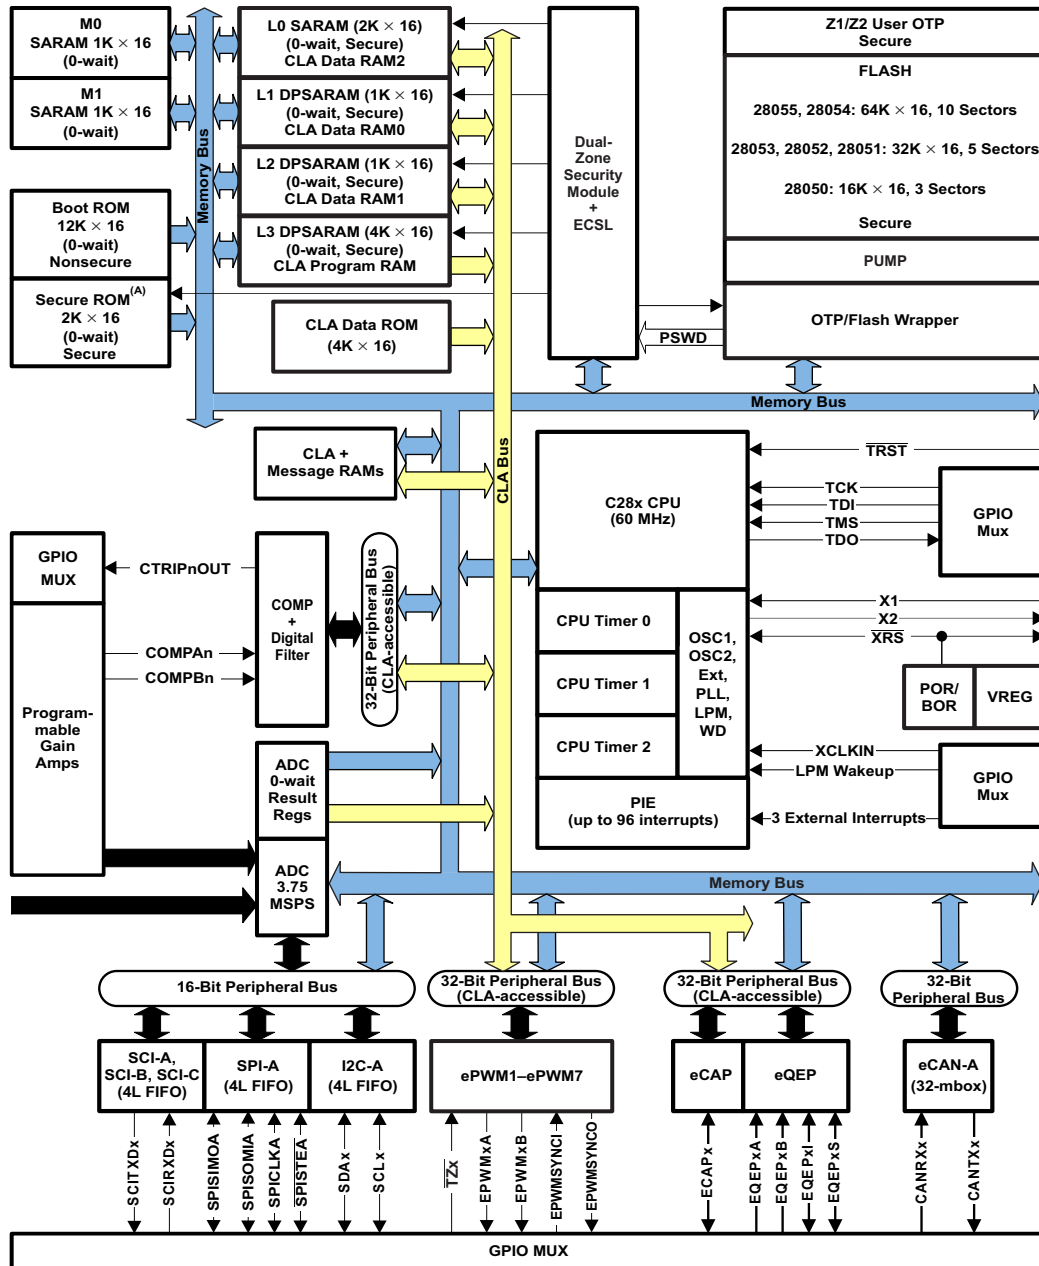 M0
SARAM 1K × 16
(0-wait)
M1
SARAM 1K × 16
(0-wait)
Boot ROM
12K × 16
(0-wait)
Nonsecure
Secure ROM(A)
2K × 16
(0-wait)
Secure
Memory Bus
L0 SARAM (2K × 16)
(0-wait, Secure)
CLA Data RAM2
L1 DPSARAM (1K × 16)
(0-wait, Secure)
CLA Data RAM0
L2 DPSARAM (1K × 16)
(0-wait, Secure)
CLA Data RAM1
L3 DPSARAM (4K × 16)
(0-wait, Secure)
CLA Program RAM
CLA Data ROM
(4K × 16)
Dual-
Zone
Security
Module
+
ECSL
Z1/Z2 User OTP
Secure
FLASH
28055, 28054: 64K × 16, 10 Sectors
28053, 28052, 28051: 32K × 16, 5 Sectors
28050: 16K × 16, 3 Sectors
Secure
PUMP
OTP/Flash Wrapper
PSWD
Memory Bus
CLA Bus
CLA +
Message RAMs
C28x CPU
(60 MHz)
TRST
TCK
TDI
TMS
TDO
GPIO
Mux
GPIO
MUX
CTRIPnOUT
COMPAn
COMPBn
COMP
+
Digital
Filter
32-Bit Peripheral Bus
(CLA-accessible)
Program-
mable
Gain
Amps
CPU Timer 0
CPU Timer 1
CPU Timer 2
OSC1,
OSC2,
Ext,
PLL,
LPM,
WD
X1
X2
XRS
POR/
BOR
VREG
XCLKIN
LPM Wakeup
3 External Interrupts
GPIO
Mux
PIE
(up to 96 interrupts)
ADC
0-wait
Result
Regs
ADC
3.75
MSPS
Memory Bus
16-Bit Peripheral Bus
32-Bit Peripheral Bus
(CLA-accessible)
32-Bit Peripheral Bus
(CLA-accessible)
32-Bit
Peripheral Bus
SCI-A,
SCI-B, SCI-C
(4L FIFO)
SPI-A
(4L FIFO)
I2C-A
(4L FIFO)
ePWM1–ePWM7
eCAP
eQEP
eCAN-A
(32-mbox)
SCITXDx
SCIRXDx
SPISIMOA
SPISOMIA
SPICLKA
SPISTEA
SDAx
SCLx
TZx
EPWMxA
EPWMxB
EPWMSYNCI
EPWMSYNCO
ECAPx
EQEPxA
EQEPxB
EQEPxI
EQEPxS
CANRXx
CANTXx
GPIO MUX